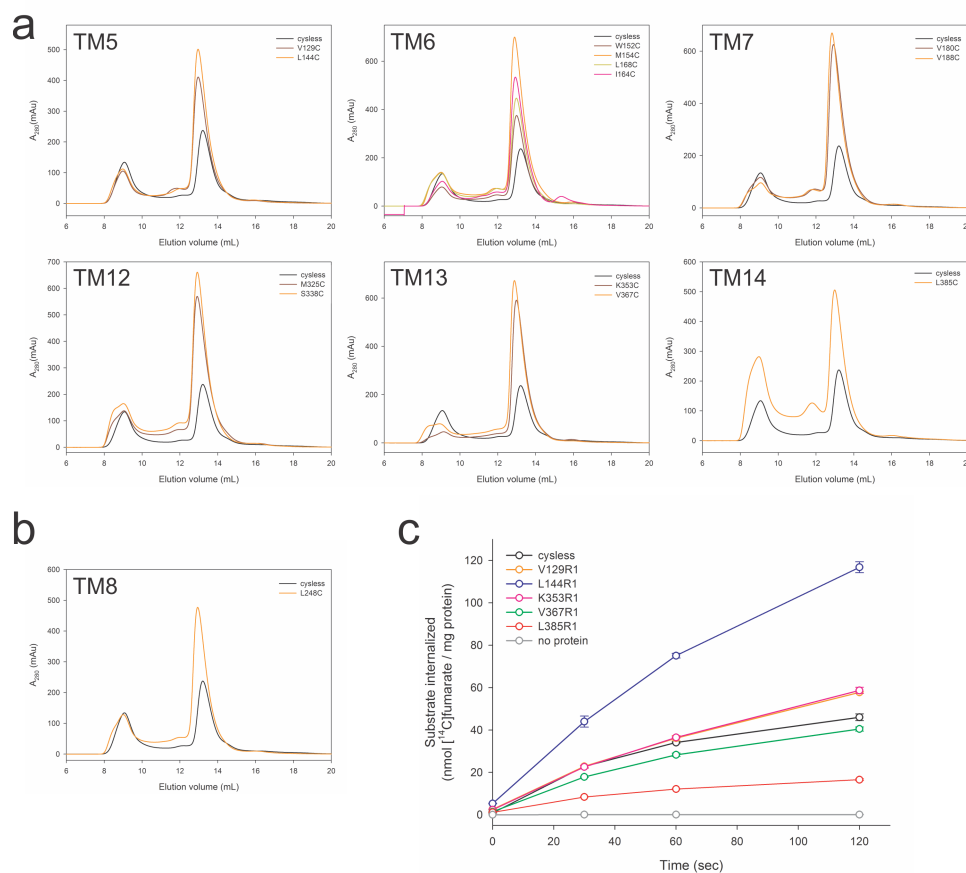 a
TM5
cysless
V129C
L144C
A280(mAu)
500
400
300
200
100
0
6 8 10 12 14 16 18 20
Elution volume (mL)
TM6
cysless
W152C
M154C
L168C
I164C
A280 (mAu)
600
400
200
0
6 8 10 12 14 16 18 20
Elution volume (mL)
TM7
cysless
V180C
V188C
A280(mAu)
600
400
200
0
6 8 10 12 14 16 18 20
Elution volume (mL)
TM12
cysless
M325C
S338C
A280(mAu)
700
600
500
400
300
200
100
0
6 8 10 12 14 16 18 20
Elution volume (mL)
TM13
cysless
K353C
V367C
A280 (mAu)
600
400
200
0
6 8 10 12 14 16 18 20
Elution volume (mL)
TM14
cysless
L385C
A280(mAu)
600
500
400
300
200
100
0
6 8 10 12 14 16 18 20
Elution volume (mL)
b
TM8
cysless
L248C
A280 (mAu)
600
500
400
300
200
100
0
6 8 10 12 14 16 18 20
Elution volume (mL)
c
cysless
V129R1
L144R1
K353R1
V367R1
L385R1
no protein
Substrate internalized
(nmol [14C]fumarate / mg protein)
120
100
80
60
40
20
0
0 20 40 60 80 100 120
Time (sec)